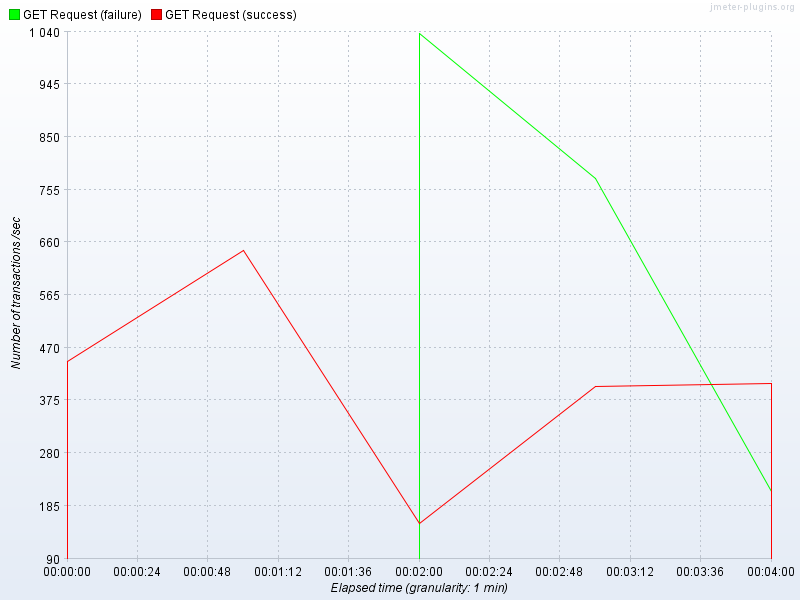 GET Request (failure) GET Request (success)
jmeter-plugins.org
1 040
945
850
755
660
565
470
375
280
185
90
Number of transactions /sec
00:00:00 00:00:24 00:00:48 00:01:12 00:01:36 00:02:00 00:02:24 00:02:48 00:03:12 00:03:36 00:04:00
Elapsed time (granularity: 1 min)